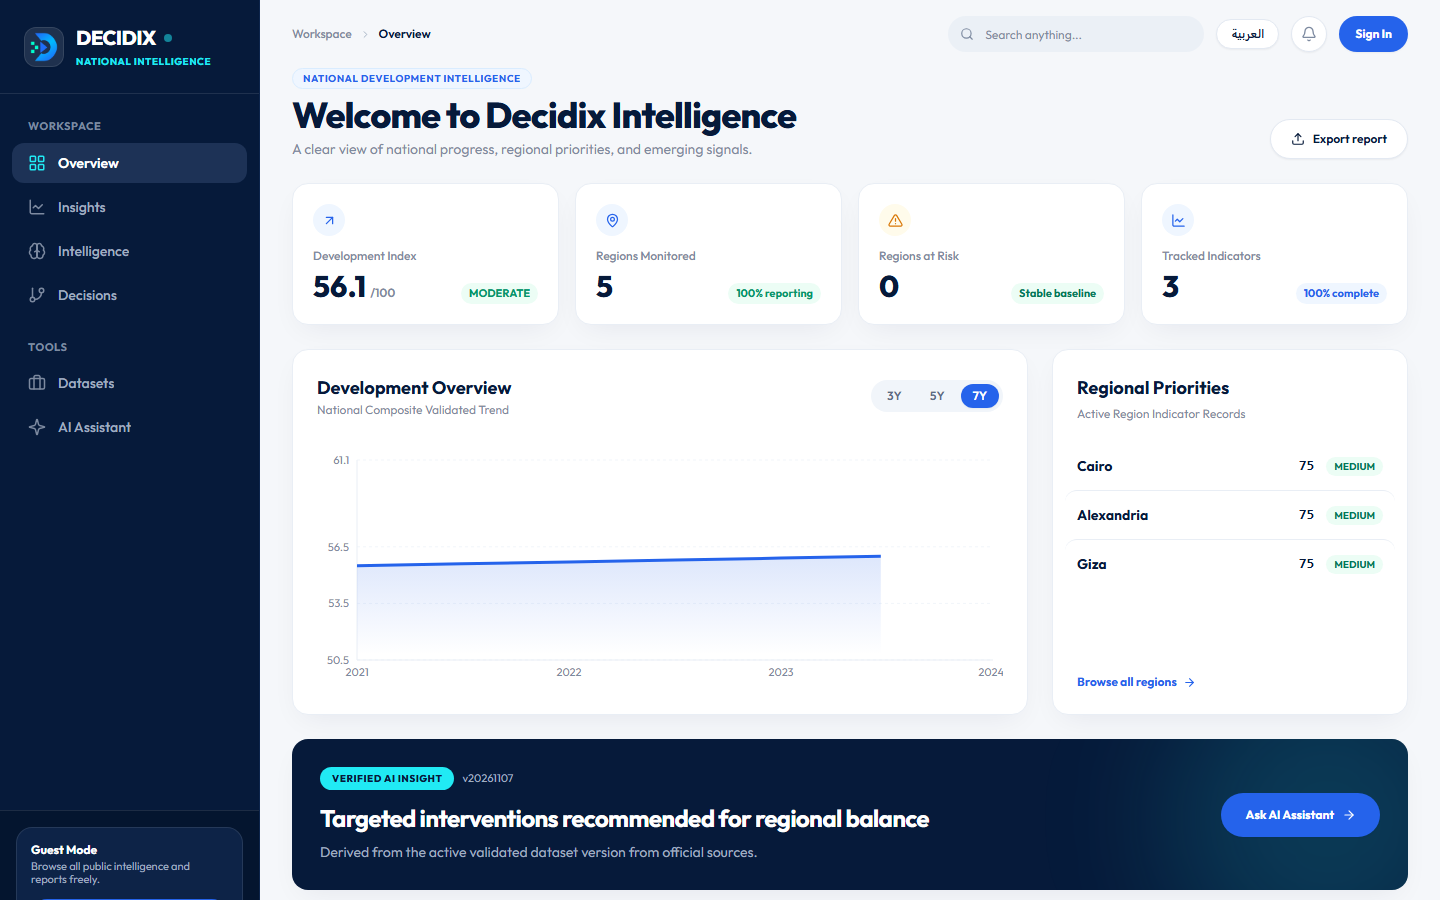 DECIDIX
NATIONAL INTELLIGENCE
WORKSPACE
Overview
Insights
Intelligence
Decisions
TOOLS
Datasets
AI Assistant
Guest Mode
Browse all public intelligence and
reports freely.
Workspace > Overview
Search anything...
العربية
Sign In
NATIONAL DEVELOPMENT INTELLIGENCE
Welcome to Decidix Intelligence
A clear view of national progress, regional priorities, and emerging signals.
Export report
Development Index
56.1 /100
MODERATE
Regions Monitored
5
100% reporting
Regions at Risk
0
Stable baseline
Tracked Indicators
3
100% complete
Development Overview
National Composite Validated Trend
3Y 5Y 7Y
61.1
56.5
53.5
50.5
2021 2022 2023 2024
Regional Priorities
Active Region Indicator Records
Cairo 75 MEDIUM
Alexandria 75 MEDIUM
Giza 75 MEDIUM
Browse all regions →
VERIFIED AI INSIGHT v20261107
Targeted interventions recommended for regional balance
Derived from the active validated dataset version from official sources.
Ask AI Assistant →